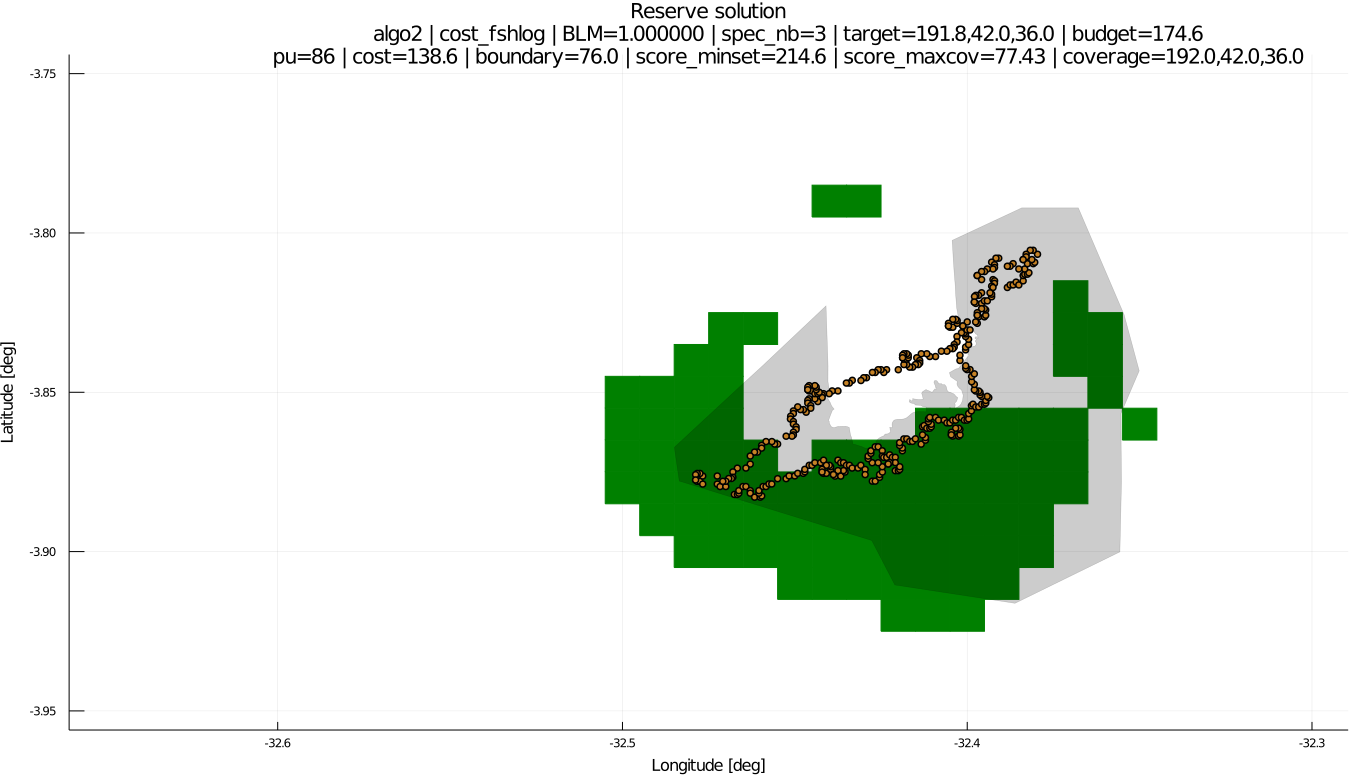 Reserve solution
algo2 | cost_fshlog | BLM=1.000000 | spec_nb=3 | target=191.8,42.0,36.0 | budget=174.6
pu=86 | cost=138.6 | boundary=76.0 | score_minset=214.6 | score_maxcov=77.43 | coverage=192.0,42.0,36.0
-3.75
-3.80
-3.85
-3.90
-3.95
Latitude [deg]
-32.6
-32.5
-32.4
-32.3
Longitude [deg]